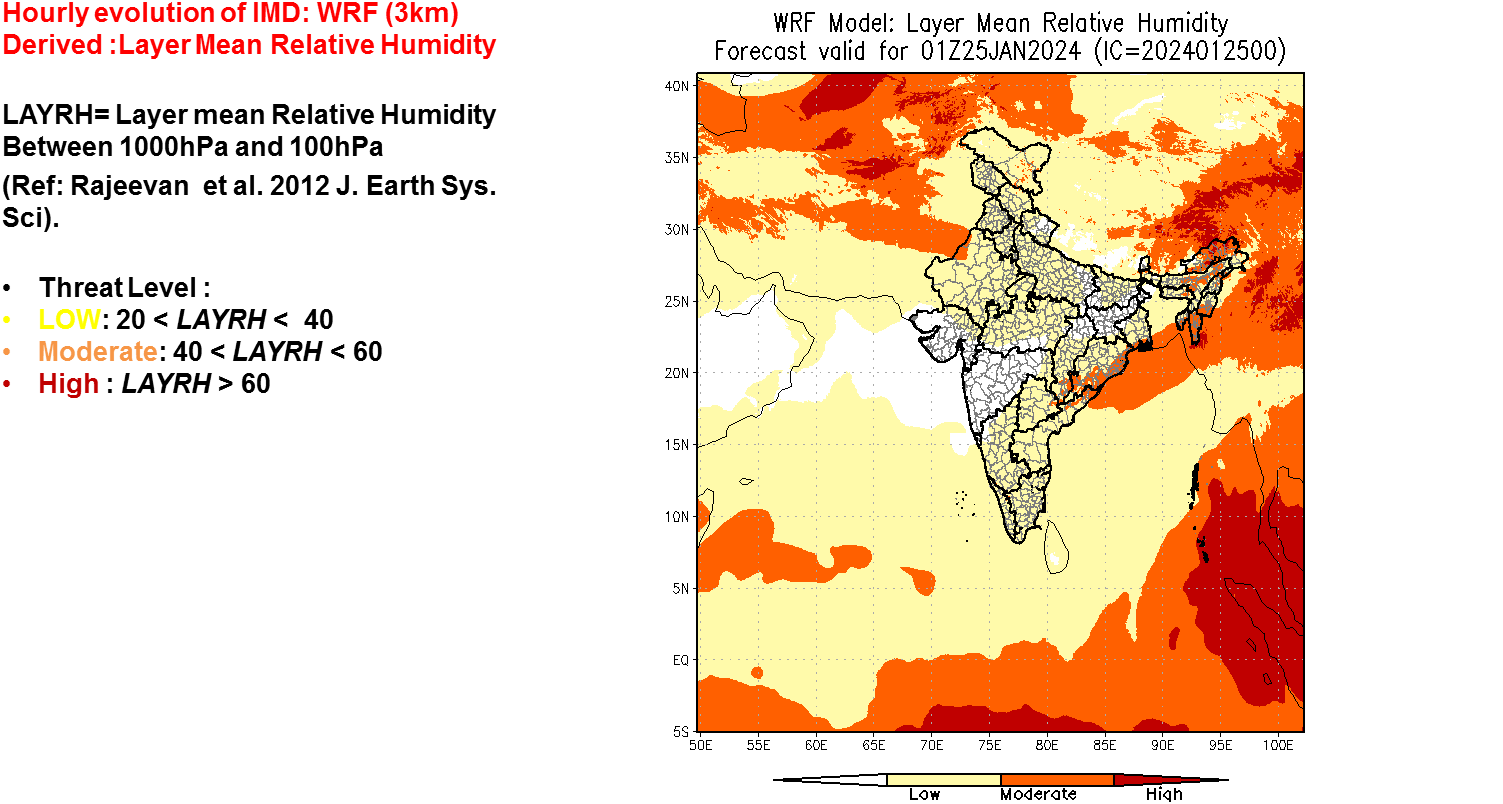 Hourly evolution of IMD: WRF (3km)
Derived :Layer Mean Relative Humidity
LAYRH= Layer mean Relative Humidity
Between 1000hPa and 100hPa
(Ref: Rajeevan et al. 2012 J. Earth Sys.
Sci).
• Threat Level :
• LOW: 20 < LAYRH < 40
• Moderate: 40 < LAYRH < 60
• High : LAYRH > 60
WRF Model: Layer Mean Relative Humidity
Forecast valid for 01Z25JAN2024 (IC=2024012500)
40N
35N
30N
25N
20N
15N
10N
5N
EQ
5S
50E 55E 60E 65E 70E 75E 80E 85E 90E 95E 100E
Low Moderate High